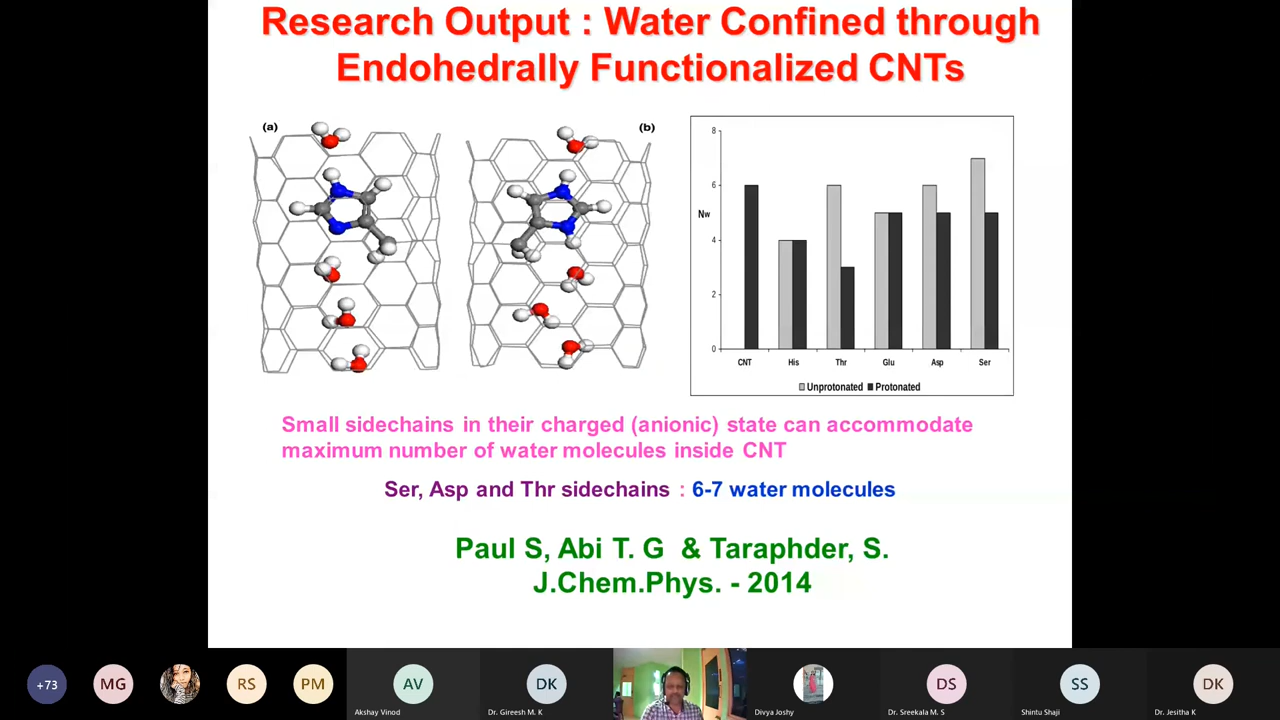 Research Output : Water Confined through
Endohedrally Functionalized CNTs
(a)
(b)
8
6
4
2
0
Nw
CNT His Thr Glu Asp Ser
Unprotonated Protonated
Small sidechains in their charged (anionic) state can accommodate
maximum number of water molecules inside CNT
Ser, Asp and Thr sidechains : 6-7 water molecules
Paul S, Abi T. G & Taraphder, S.
J.Chem.Phys. - 2014
+73 MG RS PM AV DK DS SS DK
Akshay Vinod Dr. Gireesh M. K Divya Joshy Dr. Sreekala M. S Shintu Shaji Dr. Jesitha K